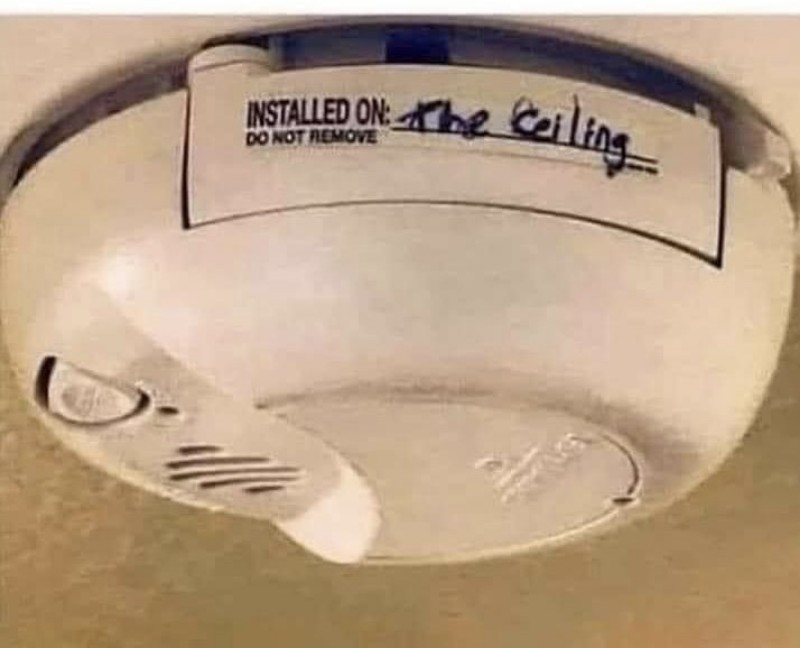 INSTALLED ON: The Ceiling
DO NOT REMOVE